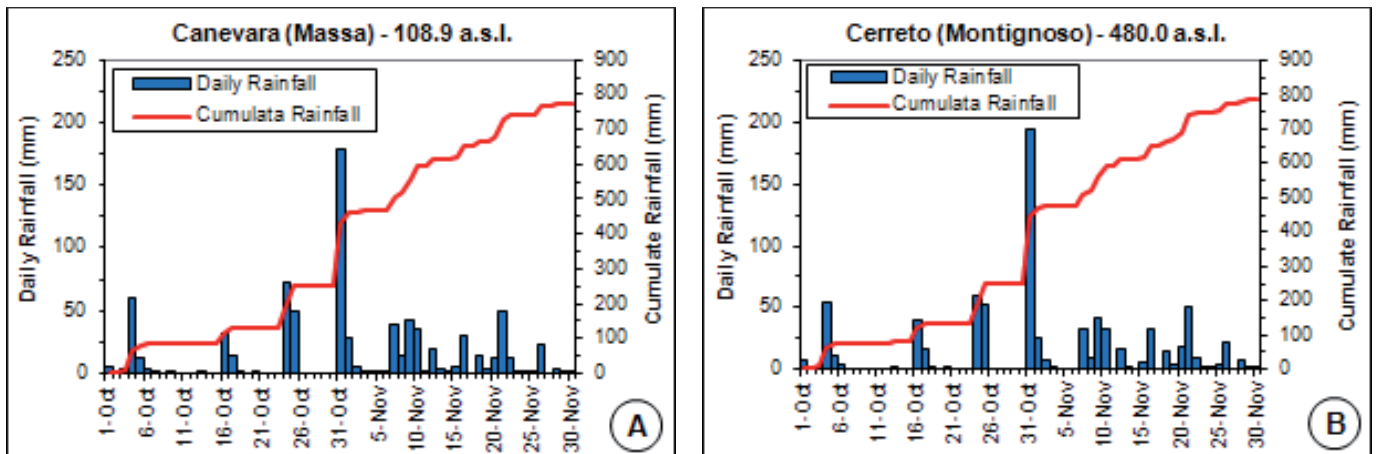 Canevara (Massa) - 108.9 a.s.l.
Daily Rainfall (mm)
250
200
150
100
50
0
Daily Rainfall
Cumulata Rainfall
900
800
700
600
500
400
300
200
100
0
Cumulate Rainfall (mm)
1-Oct
6-Oct
11-Oct
16-Oct
21-Oct
26-Oct
31-Oct
5-Nov
10-Nov
15-Nov
20-Nov
25-Nov
30-Nov
A
Cerreto (Montignoso) - 480.0 a.s.l.
Daily Rainfall (mm)
250
200
150
100
50
0
Daily Rainfall
Cumulata Rainfall
900
800
700
600
500
400
300
200
100
0
Cumulate Rainfall (mm)
1-Oct
6-Oct
11-Oct
16-Oct
21-Oct
26-Oct
31-Oct
5-Nov
10-Nov
15-Nov
20-Nov
25-Nov
30-Nov
B